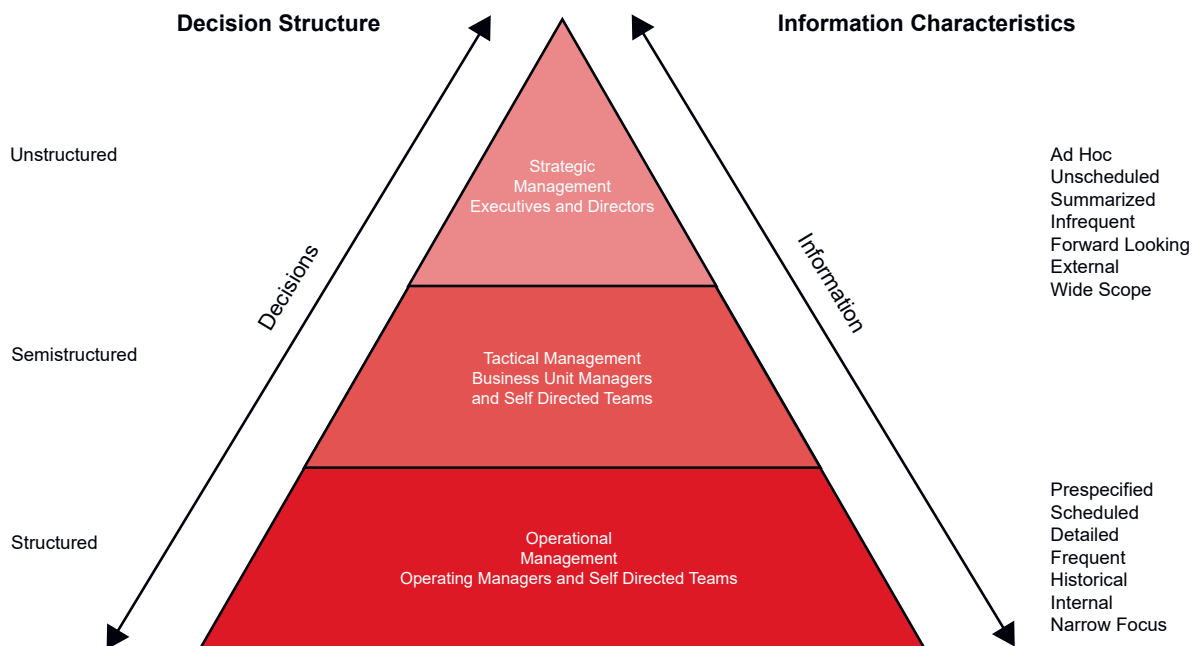 Decision Structure
Information Characteristics
Unstructured
Strategic
Management
Executives and Directors
Ad Hoc
Unscheduled
Summarized
Infrequent
Forward Looking
External
Wide Scope
Decisions
Information
Semistructured
Tactical Management
Business Unit Managers
and Self Directed Teams
Structured
Operational
Management
Operating Managers and Self Directed Teams
Prespecified
Scheduled
Detailed
Frequent
Historical
Internal
Narrow Focus